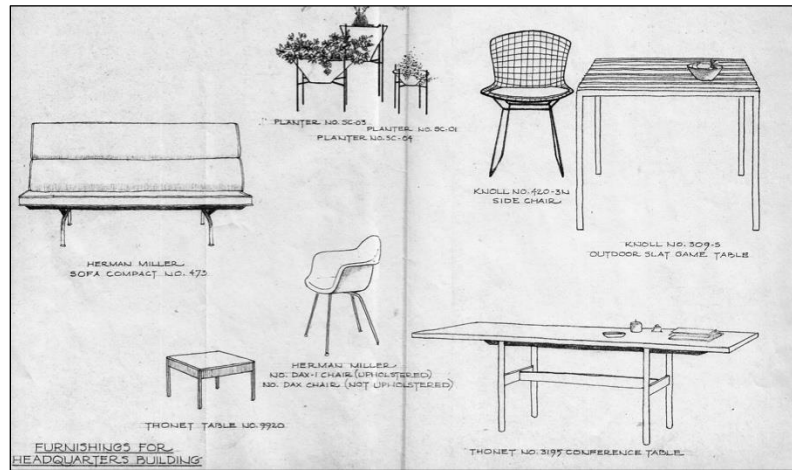 PLANTER NO. SC-03
PLANTER NO. SC-01
PLANTER NO. SC-04
KNOLL NO. 420-3N
SIDE CHAIR
KNOLL NO. 309-S
OUTDOOR SLAT GAME TABLE
HERMAN MILLER
SOFA COMPACT NO. 473
HERMAN MILLER
NO. DAX-1 CHAIR (UPHOLSTERED)
NO. DAX CHAIR (NOT UPHOLSTERED)
THONET TABLE NO. 9920
THONET NO. 3195 CONFERENCE TABLE
FURNISHINGS FOR
HEADQUARTERS BUILDING